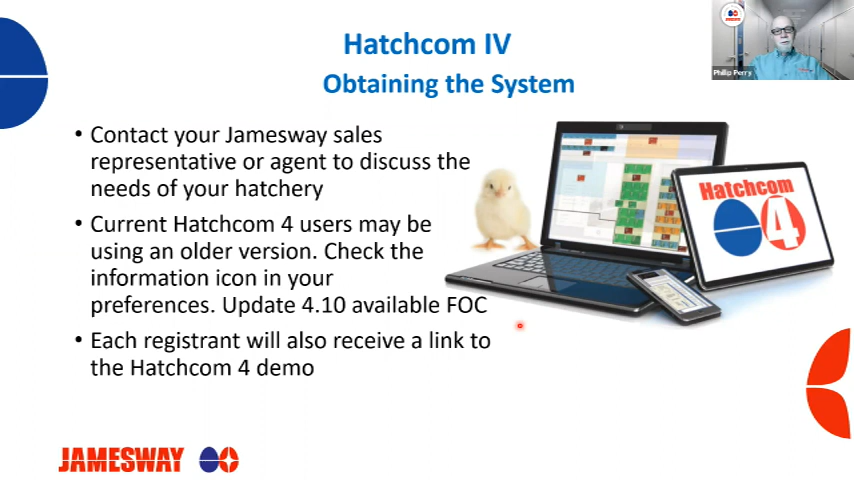 Hatchcom IV
Obtaining the System
Philip Perry
• Contact your Jamesway sales
representative or agent to discuss the
needs of your hatchery
• Current Hatchcom 4 users may be
using an older version. Check the
information icon in your
preferences. Update 4.10 available FOC
• Each registrant will also receive a link to
the Hatchcom 4 demo
Hatchcom
4
JAMESWAY